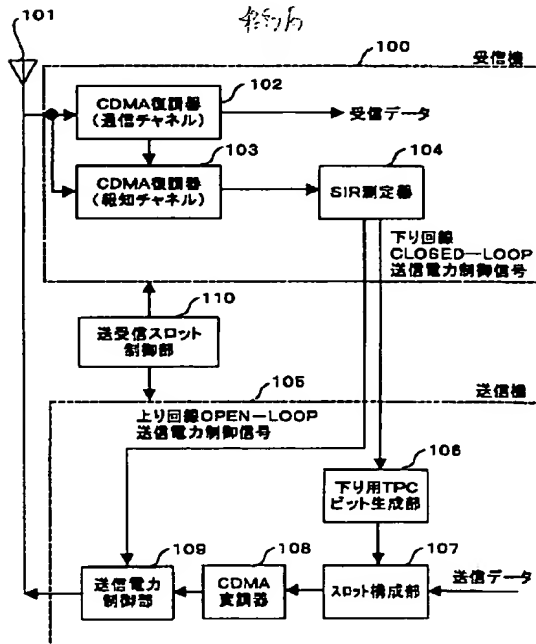 101
100
受信機
CDMA復調器
(通信チャネル)
102
受信データ
103
CDMA復調器
(報知チャネル)
104
SIR測定器
下り回線
CLOSED-LOOP
送信電力制御信号
110
送受信スロット
制御部
105
送信機
上り回線OPEN-LOOP
送信電力制御信号
106
下り用TPC
ビット生成部
109
送信電力
制御部
108
CDMA
変調器
107
スロット構成部
送信データ